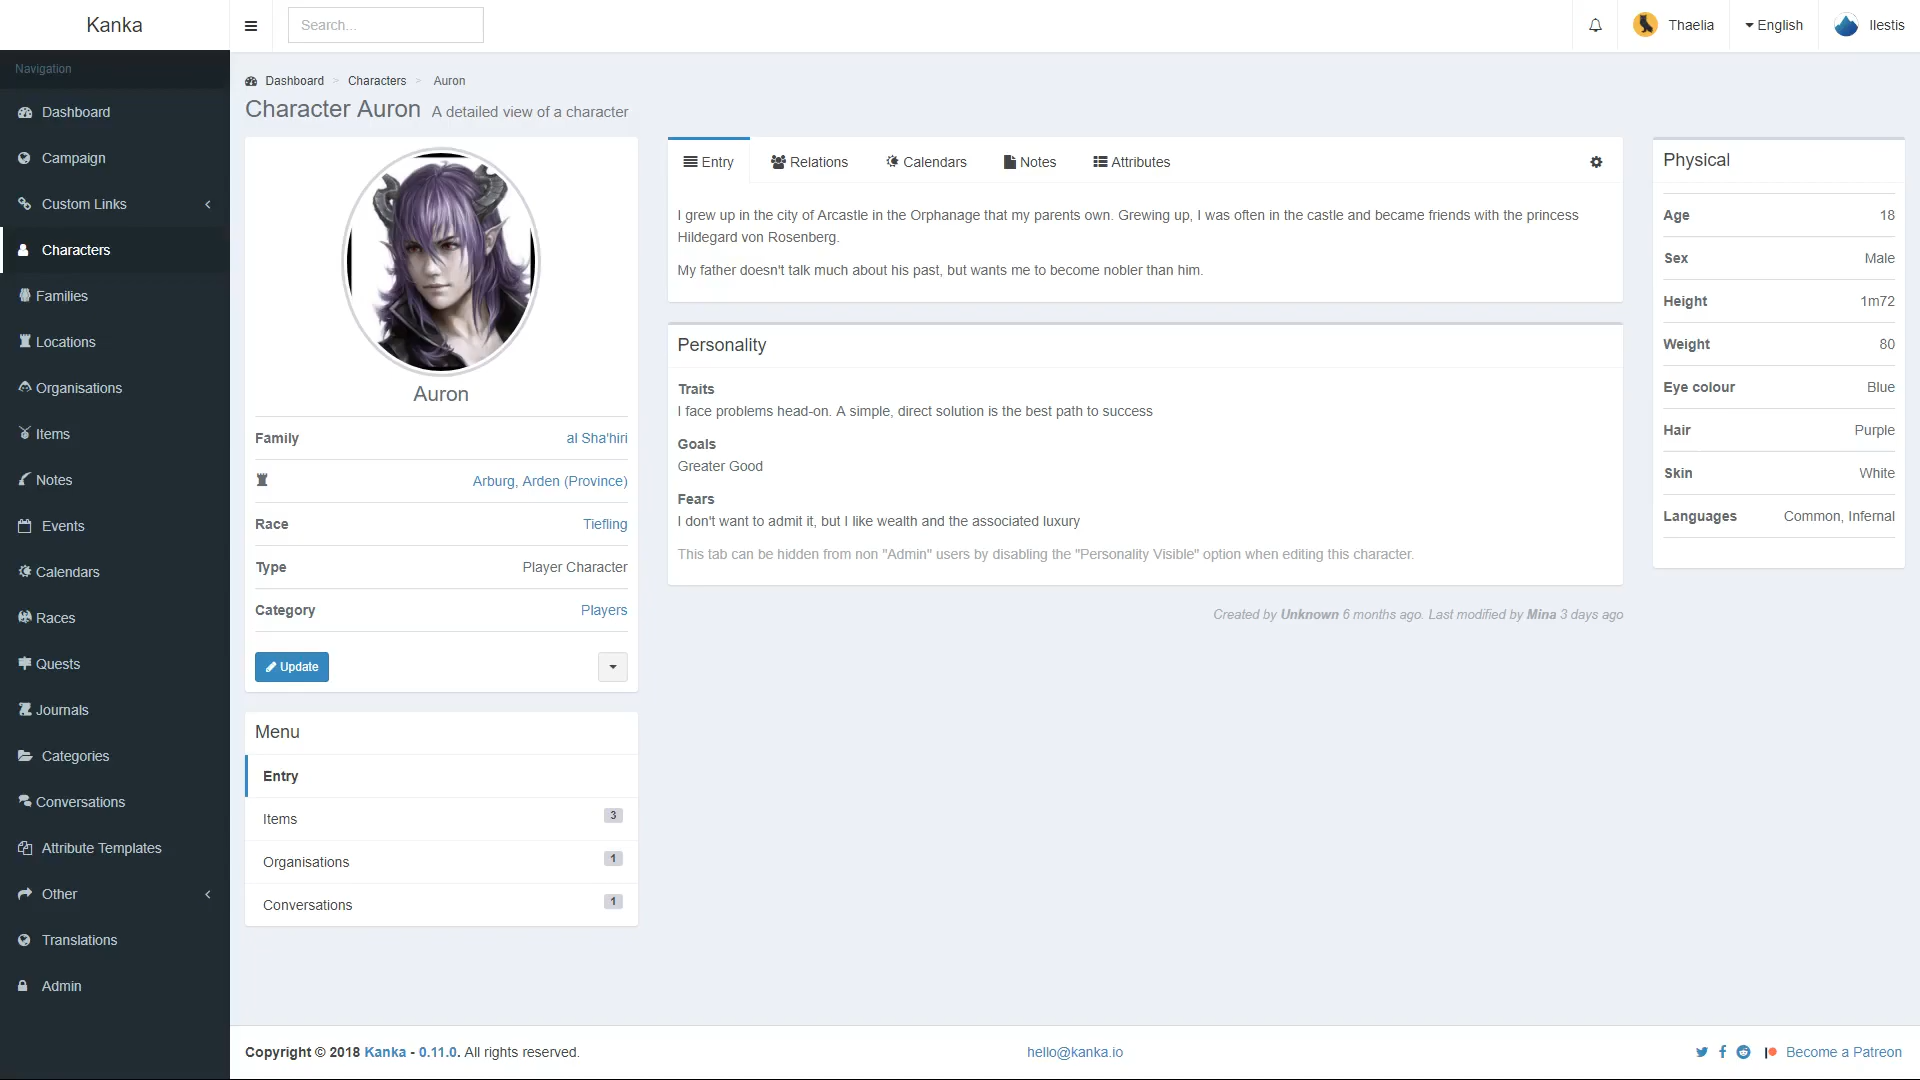 Kanka
Search...
Thaelia
English
Ilestis
Navigation
Dashboard
Campaign
Custom Links
Characters
Families
Locations
Organisations
Items
Notes
Events
Calendars
Races
Quests
Journals
Categories
Conversations
Attribute Templates
Other
Translations
Admin
Dashboard > Characters > Auron
Character Auron A detailed view of a character
Auron
Family al Sha'hiri
Arburg, Arden (Province)
Race Tiefling
Type Player Character
Category Players
Update
Menu
Entry
Items 3
Organisations 1
Conversations 1
Entry Relations Calendars Notes Attributes
I grew up in the city of Arcastle in the Orphanage that my parents own. Grewing up, I was often in the castle and became friends with the princess
Hildegard von Rosenberg.
My father doesn't talk much about his past, but wants me to become nobler than him.
Personality
Traits
I face problems head-on. A simple, direct solution is the best path to success
Goals
Greater Good
Fears
I don't want to admit it, but I like wealth and the associated luxury
This tab can be hidden from non "Admin" users by disabling the "Personality Visible" option when editing this character.
Created by Unknown 6 months ago. Last modified by Mina 3 days ago
Physical
Age 18
Sex Male
Height 1m72
Weight 80
Eye colour Blue
Hair Purple
Skin White
Languages Common, Infernal
Copyright © 2018 Kanka - 0.11.0. All rights reserved.
hello@kanka.io
Become a Patreon